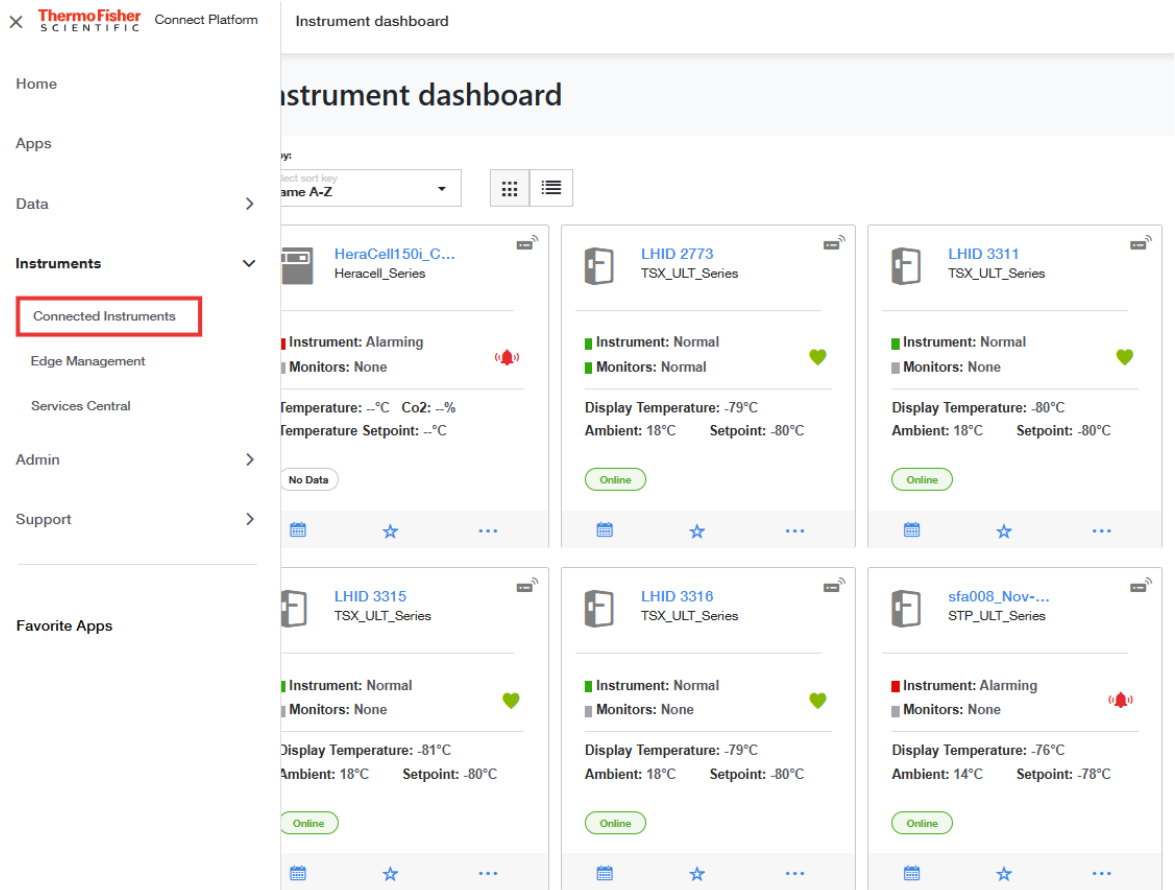 ThermoFisher
SCIENTIFIC
Connect Platform
Instrument dashboard
Home
Apps
Data
Instruments
Connected Instruments
Edge Management
Services Central
Admin
Support
Favorite Apps
nstrument dashboard
by:
lect sort key
ame A-Z
HeraCell150i_C...
Heracell_Series
Instrument: Alarming
Monitors: None
Temperature: --°C Co2: --%
Temperature Setpoint: --°C
No Data
LHID 2773
TSX_ULT_Series
Instrument: Normal
Monitors: Normal
Display Temperature: -79°C
Ambient: 18°C Setpoint: -80°C
Online
LHID 3311
TSX_ULT_Series
Instrument: Normal
Monitors: None
Display Temperature: -80°C
Ambient: 18°C Setpoint: -80°C
Online
LHID 3315
TSX_ULT_Series
Instrument: Normal
Monitors: None
Display Temperature: -81°C
Ambient: 18°C Setpoint: -80°C
Online
LHID 3316
TSX_ULT_Series
Instrument: Normal
Monitors: None
Display Temperature: -79°C
Ambient: 18°C Setpoint: -80°C
Online
sfa008_Nov-...
STP_ULT_Series
Instrument: Alarming
Monitors: None
Display Temperature: -76°C
Ambient: 14°C Setpoint: -78°C
Online